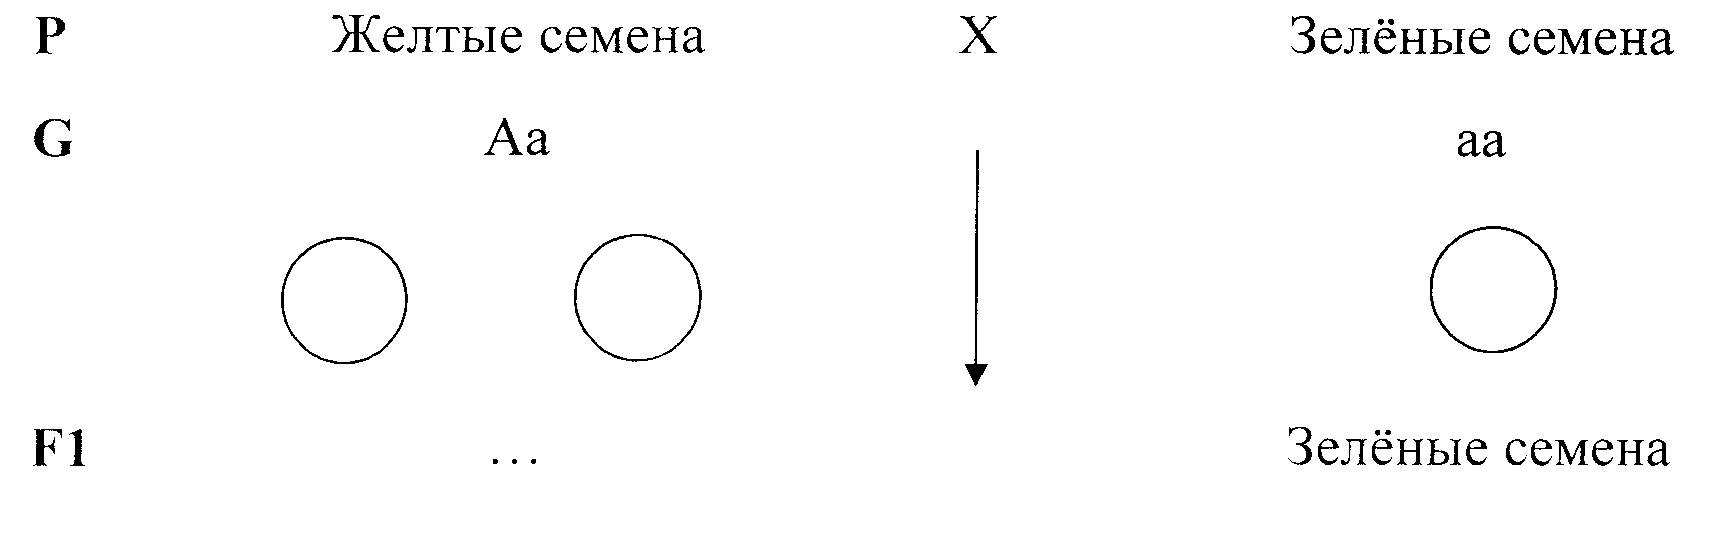 P Желтые семена X Зелёные семена
G Aa aa
F1 ... Зелёные семена